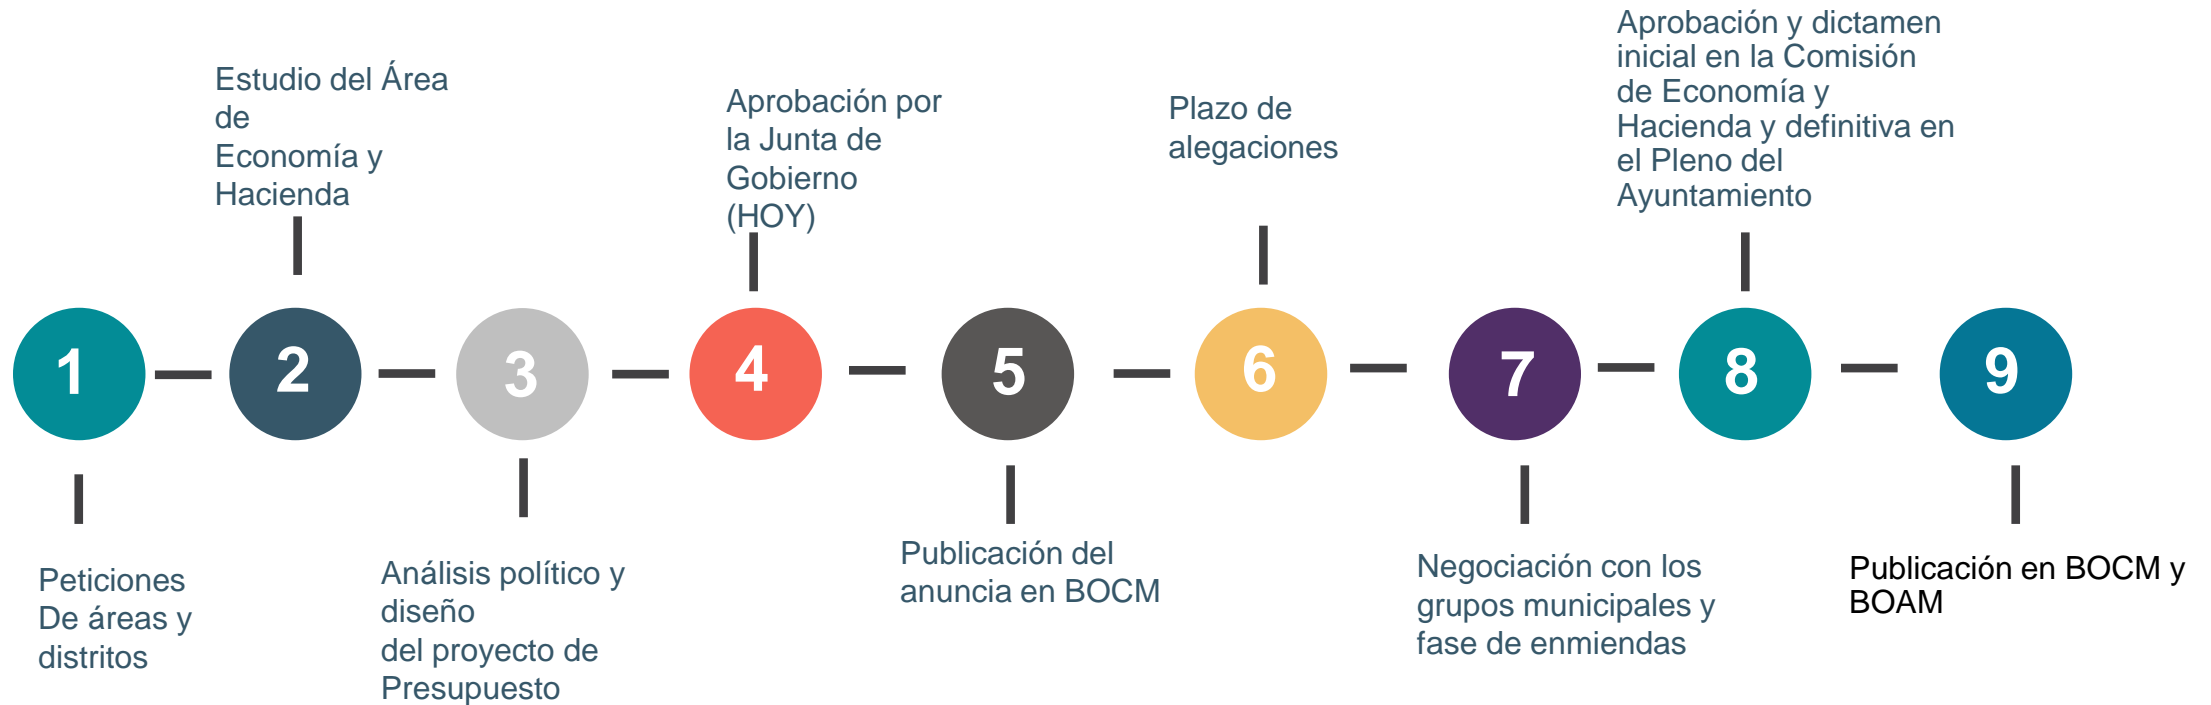 1
Peticiones
De áreas y
distritos
2
Estudio del Área
de
Economía y
Hacienda
3
Análisis político y
diseño
del proyecto de
Presupuesto
4
Aprobación por
la Junta de
Gobierno
(HOY)
5
Publicación del
anuncia en BOCM
6
Plazo de
alegaciones
7
Negociación con los
grupos municipales y
fase de enmiendas
8
Aprobación y dictamen
inicial en la Comisión
de Economía y
Hacienda y definitiva en
el Pleno del
Ayuntamiento
9
Publicación en BOCM y
BOAM